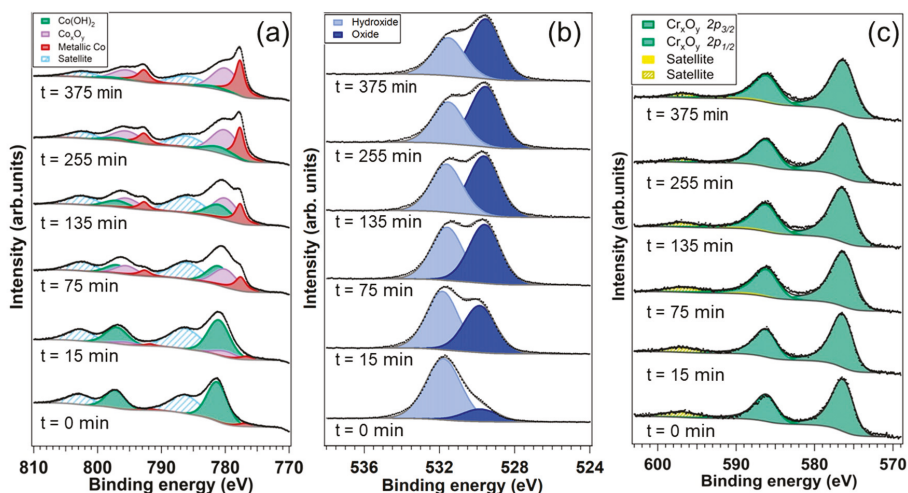 (a)
Co(OH)2
CoxOy
Metallic Co
Satellite
t = 375 min
t = 255 min
t = 135 min
t = 75 min
t = 15 min
t = 0 min
Intensity (arb.units)
810 800 790 780 770
Binding energy (eV)
(b)
Hydroxide
Oxide
t = 375 min
t = 255 min
t = 135 min
t = 75 min
t = 15 min
t = 0 min
Intensity (arb.units)
536 532 528 524
Binding energy (eV)
(c)
CrxOy 2p3/2
CrxOy 2p1/2
Satellite
Satellite
t = 375 min
t = 255 min
t = 135 min
t = 75 min
t = 15 min
t = 0 min
Intensity (arb.units)
600 590 580 570
Binding energy (eV)